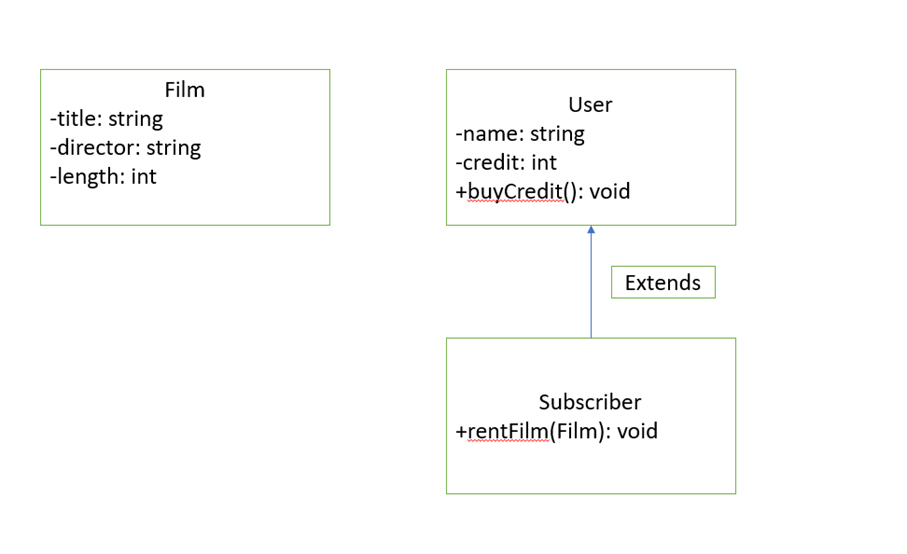 Film
-title: string
-director: string
-length: int
User
-name: string
-credit: int
+buyCredit(): void
Extends
Subscriber
+rentFilm(Film): void